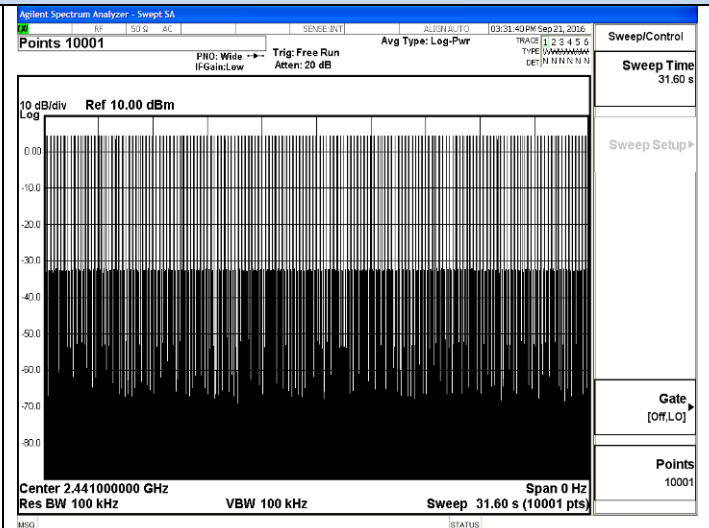 Agilent Spectrum Analyzer - Swept SA
RF 50 Ω AC SENSE:INT ALIGN AUTO 03:31:40 PM Sep 21, 2016
Points 10001
Avg Type: Log-Pwr
TRACE 1 2 3 4 5 6
PNO: Wide
Trig: Free Run
TYPE
IFGain:Low
Atten: 20 dB
DET N N N N N N
Sweep/Control
Sweep Time
31.60 s
Sweep Setup
Gate
[Off,LO]
Points
10001
10 dB/div Ref 10.00 dBm
Log
0.00
-10.0
-20.0
-30.0
-40.0
-50.0
-60.0
-70.0
-80.0
Center 2.441000000 GHz Span 0 Hz
Res BW 100 kHz VBW 100 kHz Sweep 31.60 s (10001 pts)
MSG STATUS